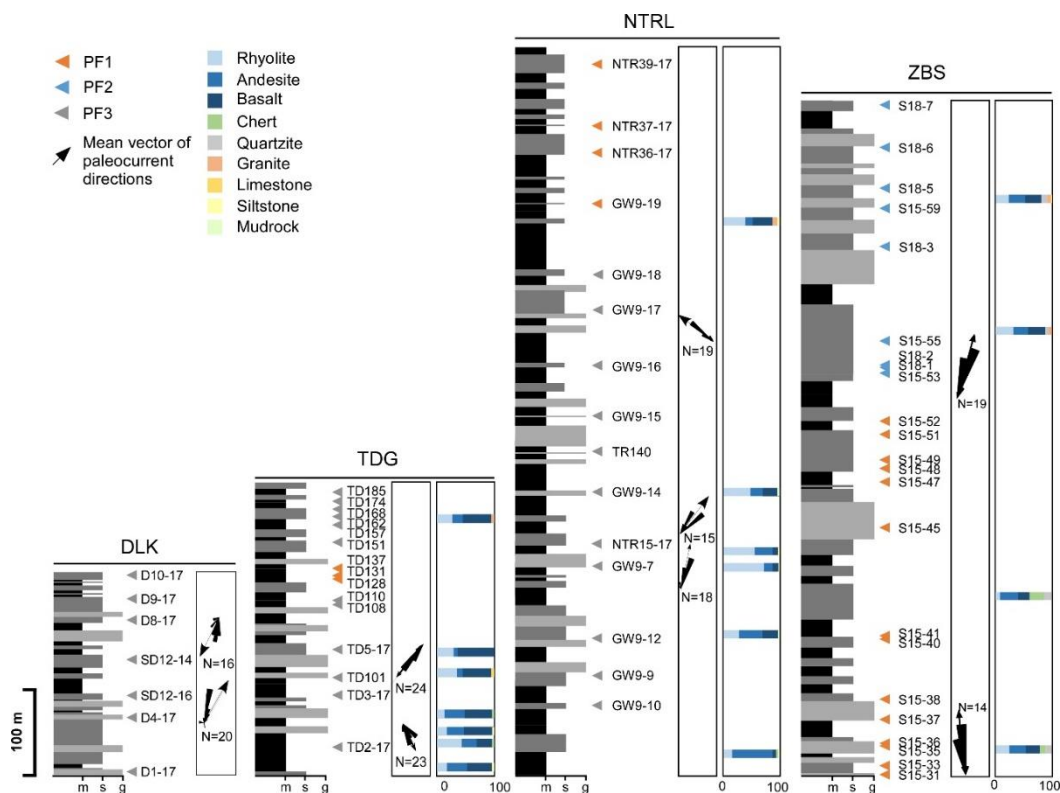 PF1
PF2
PF3
Mean vector of
paleocurrent
directions
Rhyolite
Andesite
Basalt
Chert
Quartzite
Granite
Limestone
Siltstone
Mudrock
100 m
DLK
D10-17
D9-17
D8-17
SD12-14
SD12-16
D4-17
D1-17
N=16
N=20
m s g
TDG
TD185
TD174
TD168
TD162
TD157
TD151
TD137
TD131
TD128
TD110
TD108
TD5-17
TD101
TD3-17
TD2-17
N=24
N=23
m s g
0 100
NTRL
NTR39-17
NTR37-17
NTR36-17
GW9-19
GW9-18
GW9-17
GW9-16
GW9-15
TR140
GW9-14
NTR15-17
GW9-7
GW9-12
GW9-9
GW9-10
N=19
N=15
N=18
m s g
0 100
ZBS
S18-7
S18-6
S18-5
S15-59
S18-3
S15-55
S18-2
S18-1
S15-53
S15-52
S15-51
S15-49
S15-48
S15-47
S15-45
S15-41
S15-40
S15-38
S15-37
S15-36
S15-35
S15-33
S15-31
N=19
N=14
m s g
0 100